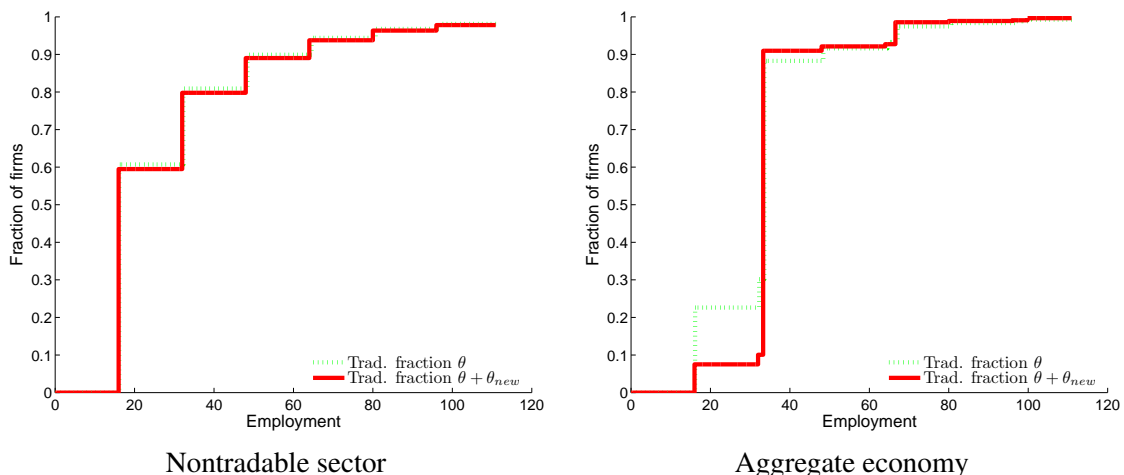 1
0.9
0.8
0.7
0.6
0.5
0.4
0.3
0.2
0.1
0
Fraction of firms
0 20 40 60 80 100 120
Employment
Trad. fraction θ
Trad. fraction θ + θnew
Nontradable sector
1
0.9
0.8
0.7
0.6
0.5
0.4
0.3
0.2
0.1
0
Fraction of firms
0 20 40 60 80 100 120
Employment
Trad. fraction θ
Trad. fraction θ + θnew
Aggregate economy